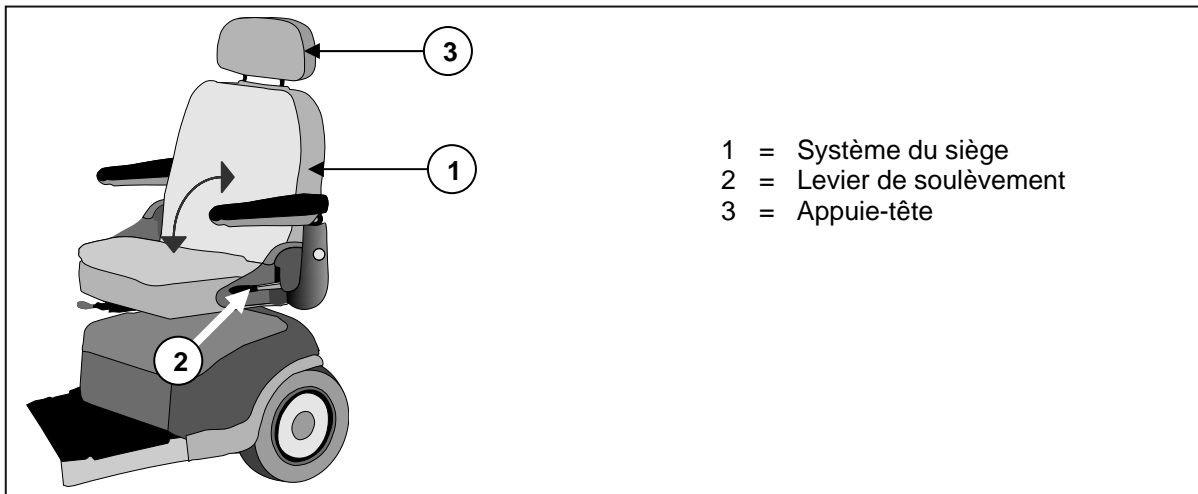 3
1
2
1 = Système du siège
2 = Levier de soulèvement
3 = Appuie-tête